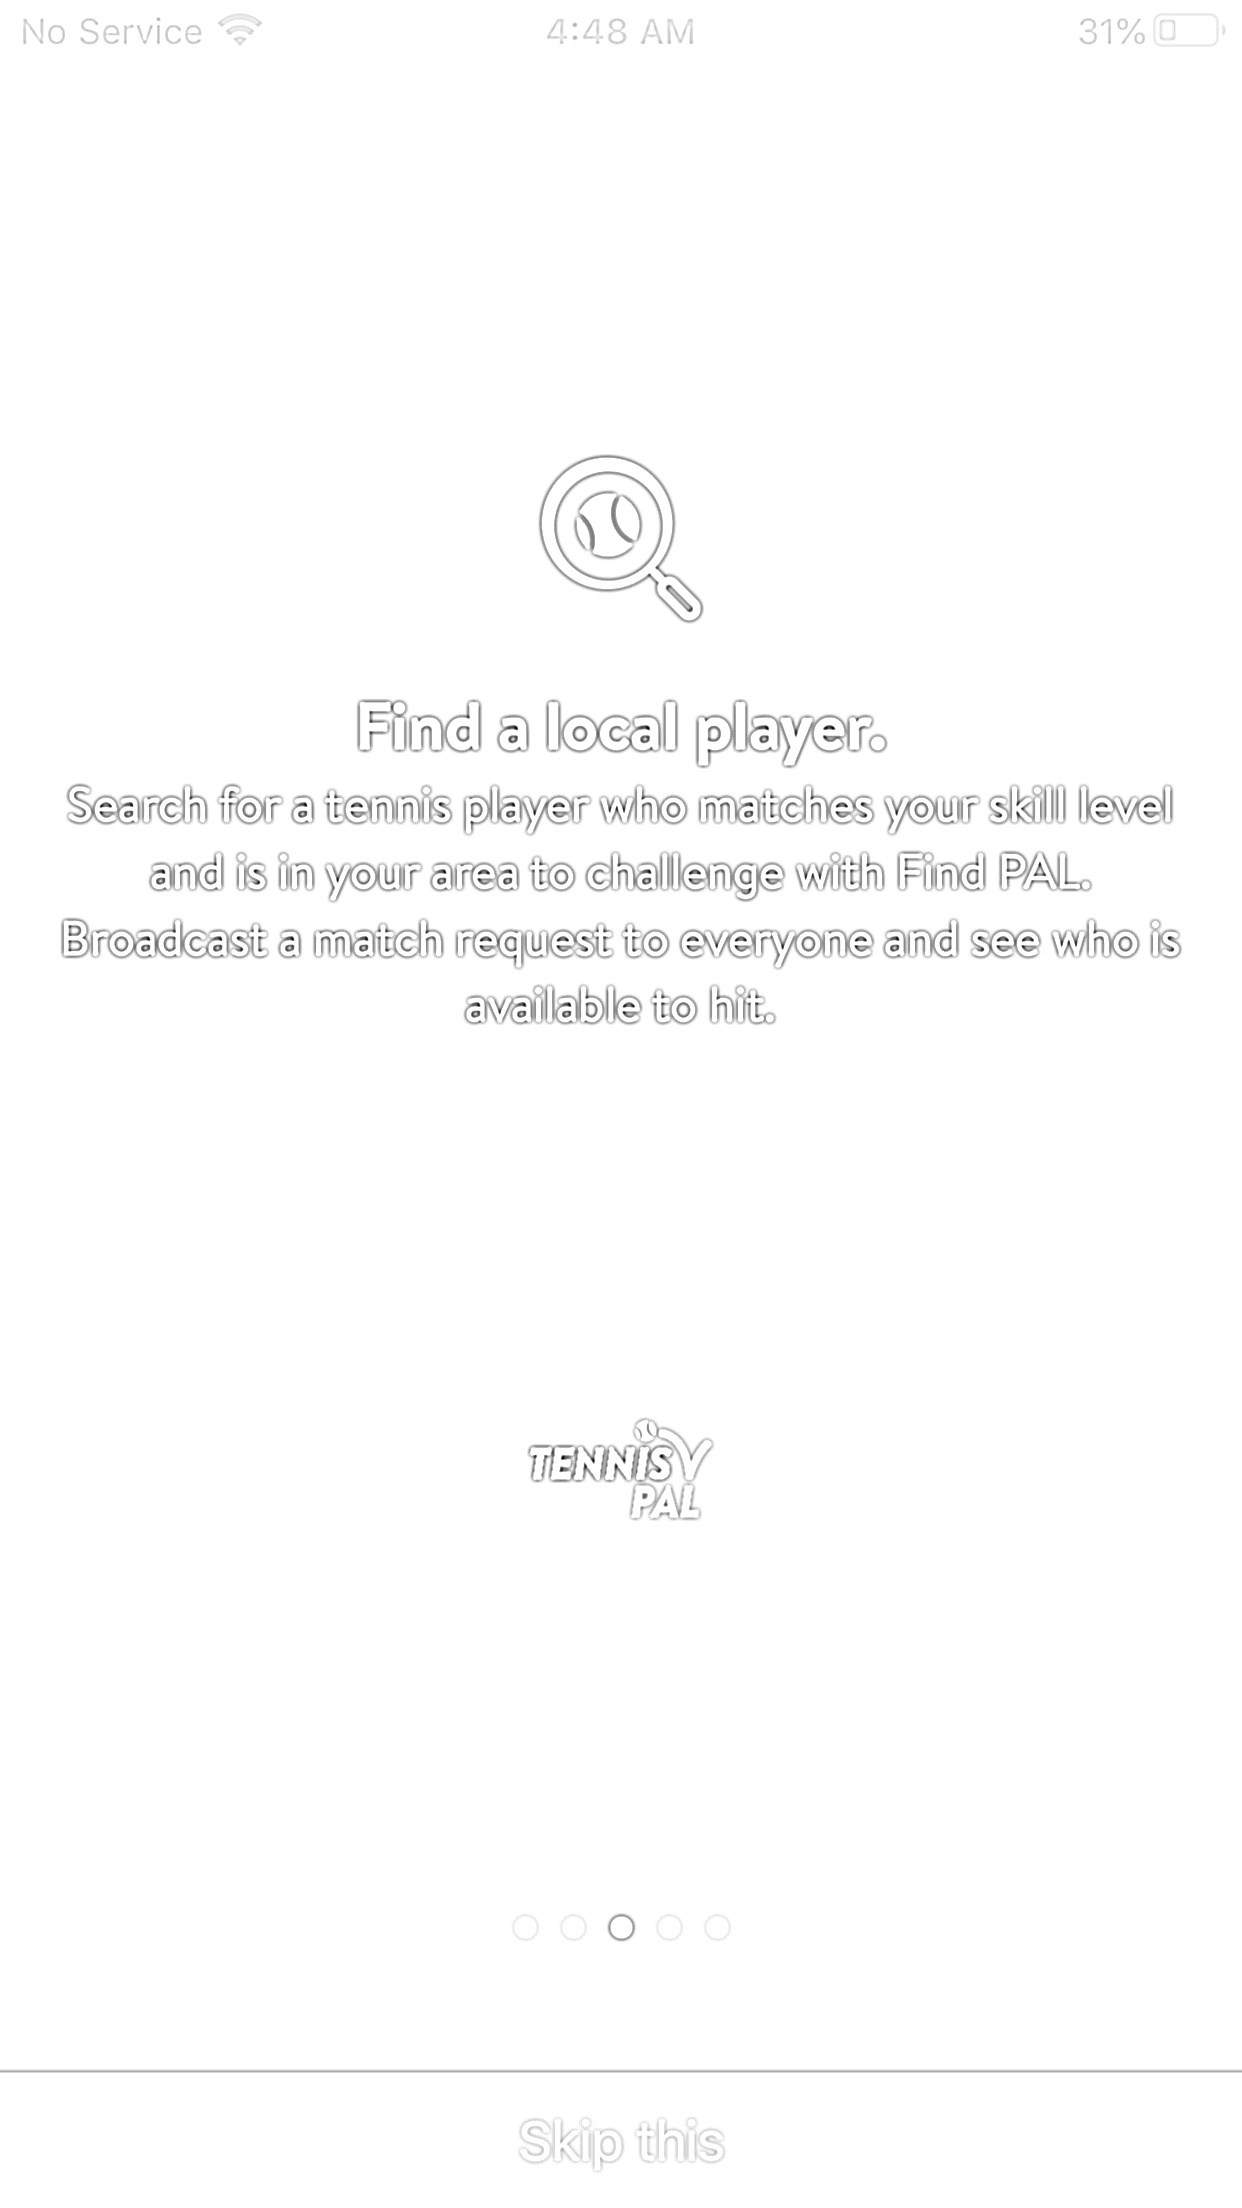 No Service 4:48 AM 31%
Find a local player.
Search for a tennis player who matches your skill level
and is in your area to challenge with Find PAL.
Broadcast a match request to everyone and see who is
available to hit.
TENNIS
PAL
Skip this